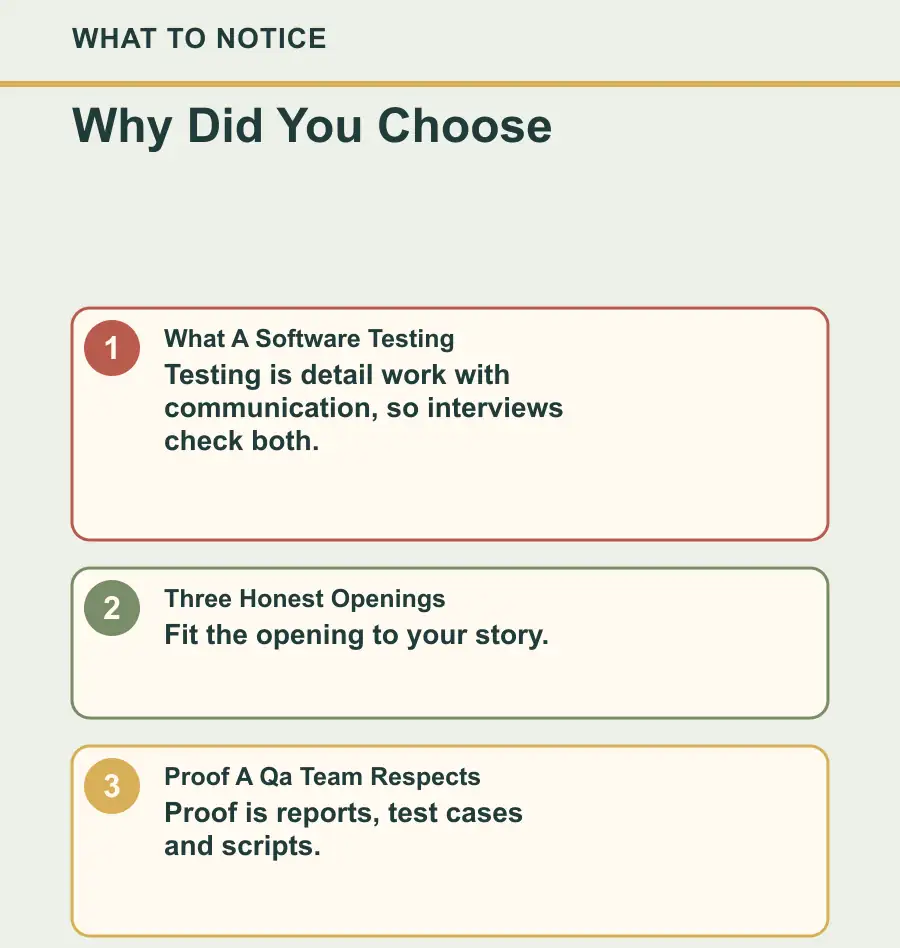 WHAT TO NOTICE
Why Did You Choose
1
What A Software Testing
Testing is detail work with
communication, so interviews
check both.
2
Three Honest Openings
Fit the opening to your story.
3
Proof A Qa Team Respects
Proof is reports, test cases
and scripts.